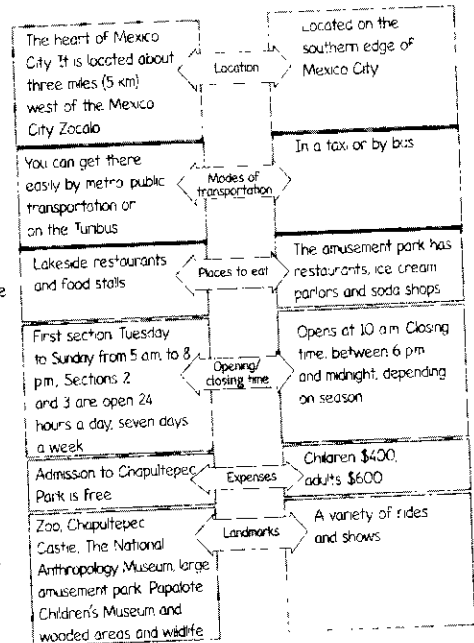 The heart of Mexico
City It is located about
three miles (5 km)
west of the Mexico
City Zocalo
Location
Located on the
southern edge of
Mexico City
You can get there
easily by metro public
transportation or
on the Turibus
Modes of
transportation
In a taxi or by bus
Lakeside restaurants
and food stalls
Places to eat
The amusement park has
restaurants, ice cream
parlors and soda shops
First section Tuesday
to Sunday from 5 am to 8
pm, Sections 2
and 3 are open 24
hours a day, seven days
a week
Opening/
closing time
Opens at 10 am Closing
time, between 6 pm
and midnight, depending
on season
Admission to Chapultepec
Park is free
Expenses
Children $400,
adults $600
Zoo, Chapultepec
Castle, The National
Anthropology Museum, large
amusement park Papalote
Children's Museum and
wooded areas and wildlife
Landmarks
A variety of rides
and shows